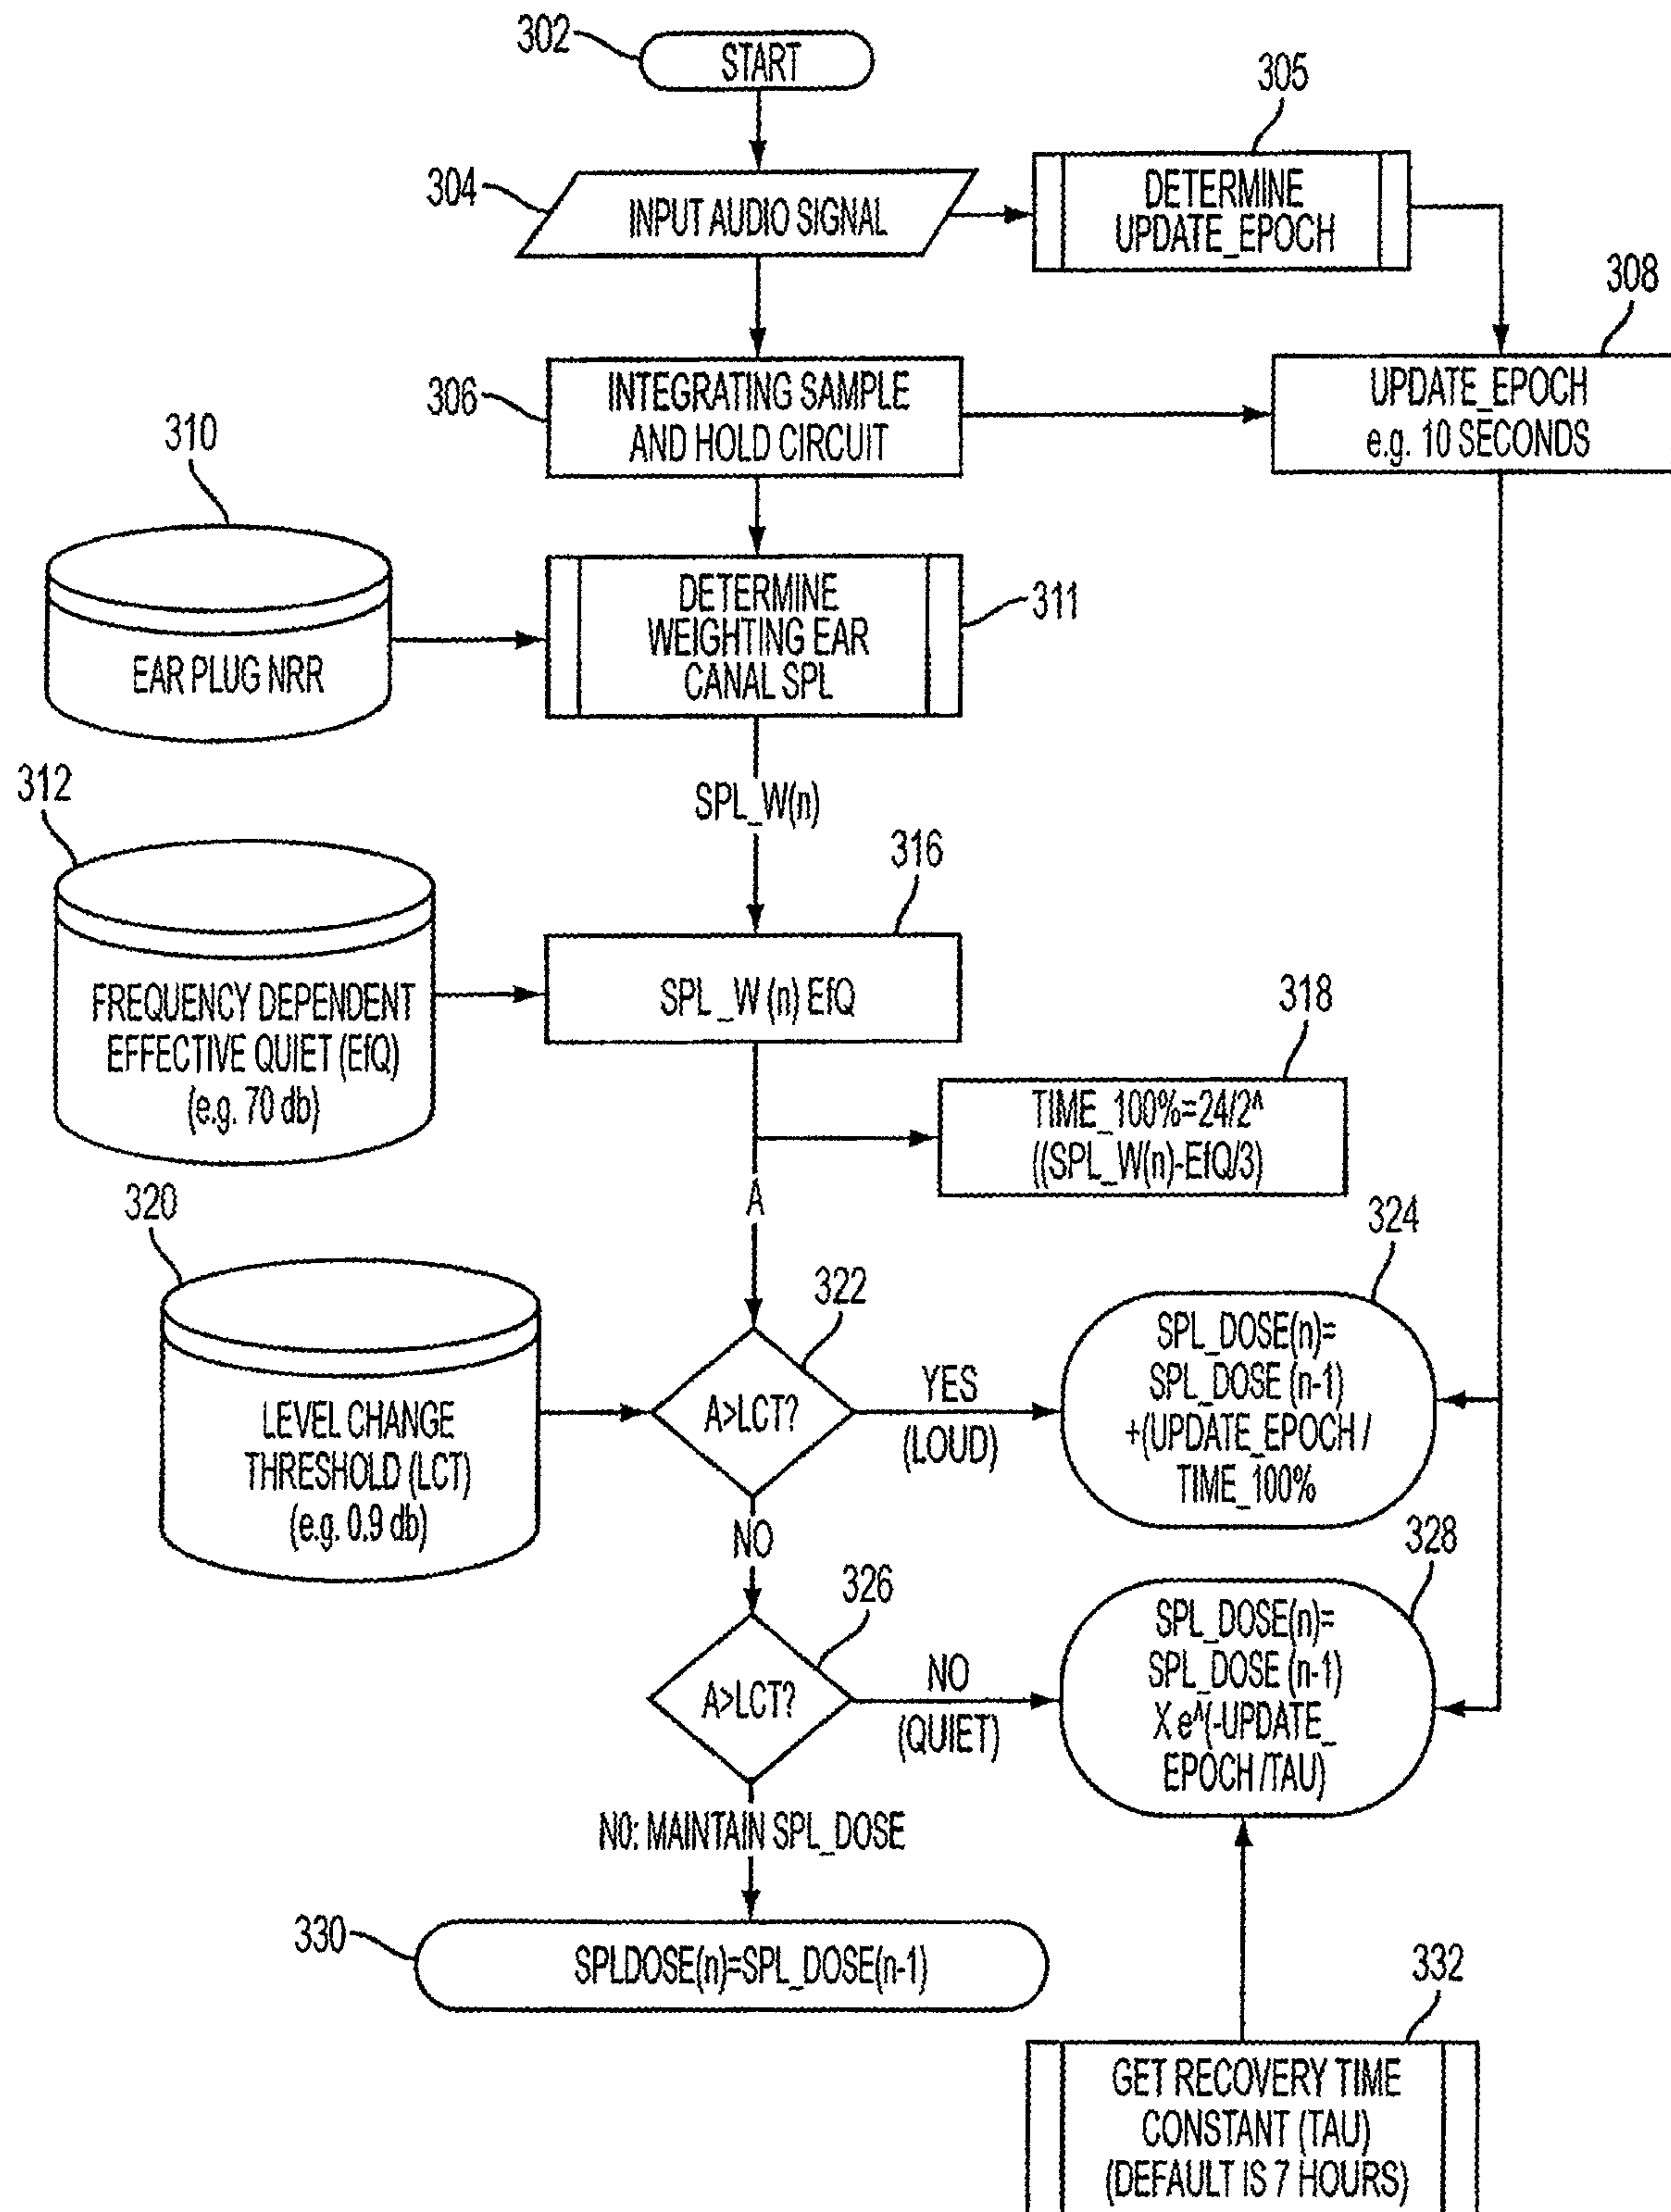 302
START
305
304
INPUT AUDIO SIGNAL
DETERMINE
UPDATE_EPOCH
308
306
INTEGRATING SAMPLE
AND HOLD CIRCUIT
UPDATE_EPOCH
e.g. 10 SECONDS
310
EAR PLUG NRR
DETERMINE
WEIGHTING EAR
CANAL SPL
311
SPL_W(n)
312
316
FREQUENCY DEPENDENT
EFFECTIVE QUIET (EfQ)
(e.g. 70 db)
SPL_W (n) EfQ
318
TIME_100%=24/2^
((SPL_W(n)-EfQ/3)
A
320
324
322
LEVEL CHANGE
THRESHOLD (LCT)
(e.g. 0.9 db)
A>LCT?
YES
(LOUD)
SPL_DOSE(n)=
SPL_DOSE (n-1)
+(UPDATE_EPOCH /
TIME_100%
NO
328
326
A>LCT?
NO
(QUIET)
SPL_DOSE(n)=
SPL_DOSE (n-1)
X e^(-UPDATE_
EPOCH /TAU)
N0: MAINTAIN SPL_DOSE
330
SPLDOSE(n)=SPL_DOSE(n-1)
332
GET RECOVERY TIME
CONSTANT (TAU)
(DEFAULT IS 7 HOURS)